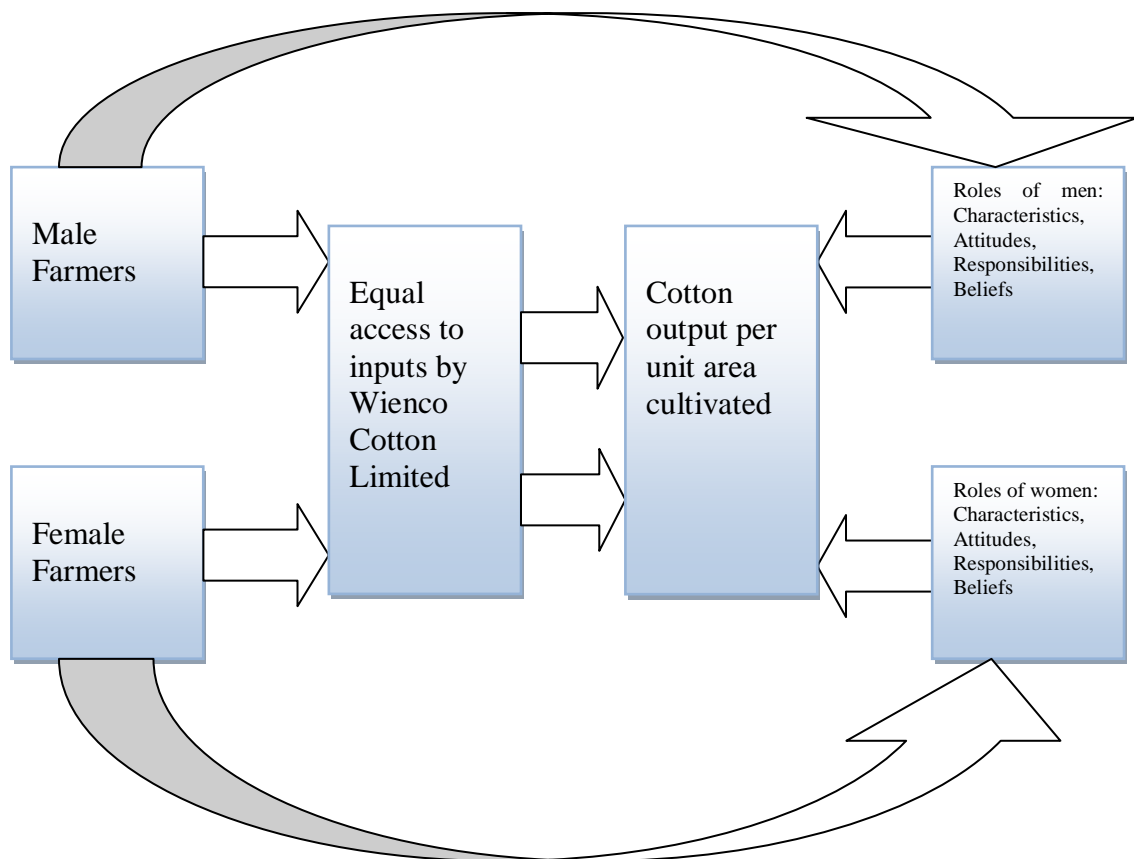 Male
Farmers
Equal
access to
inputs by
Wienco
Cotton
Limited
Cotton
output per
unit area
cultivated
Roles of men:
Characteristics,
Attitudes,
Responsibilities,
Beliefs
Female
Farmers
Roles of women:
Characteristics,
Attitudes,
Responsibilities,
Beliefs